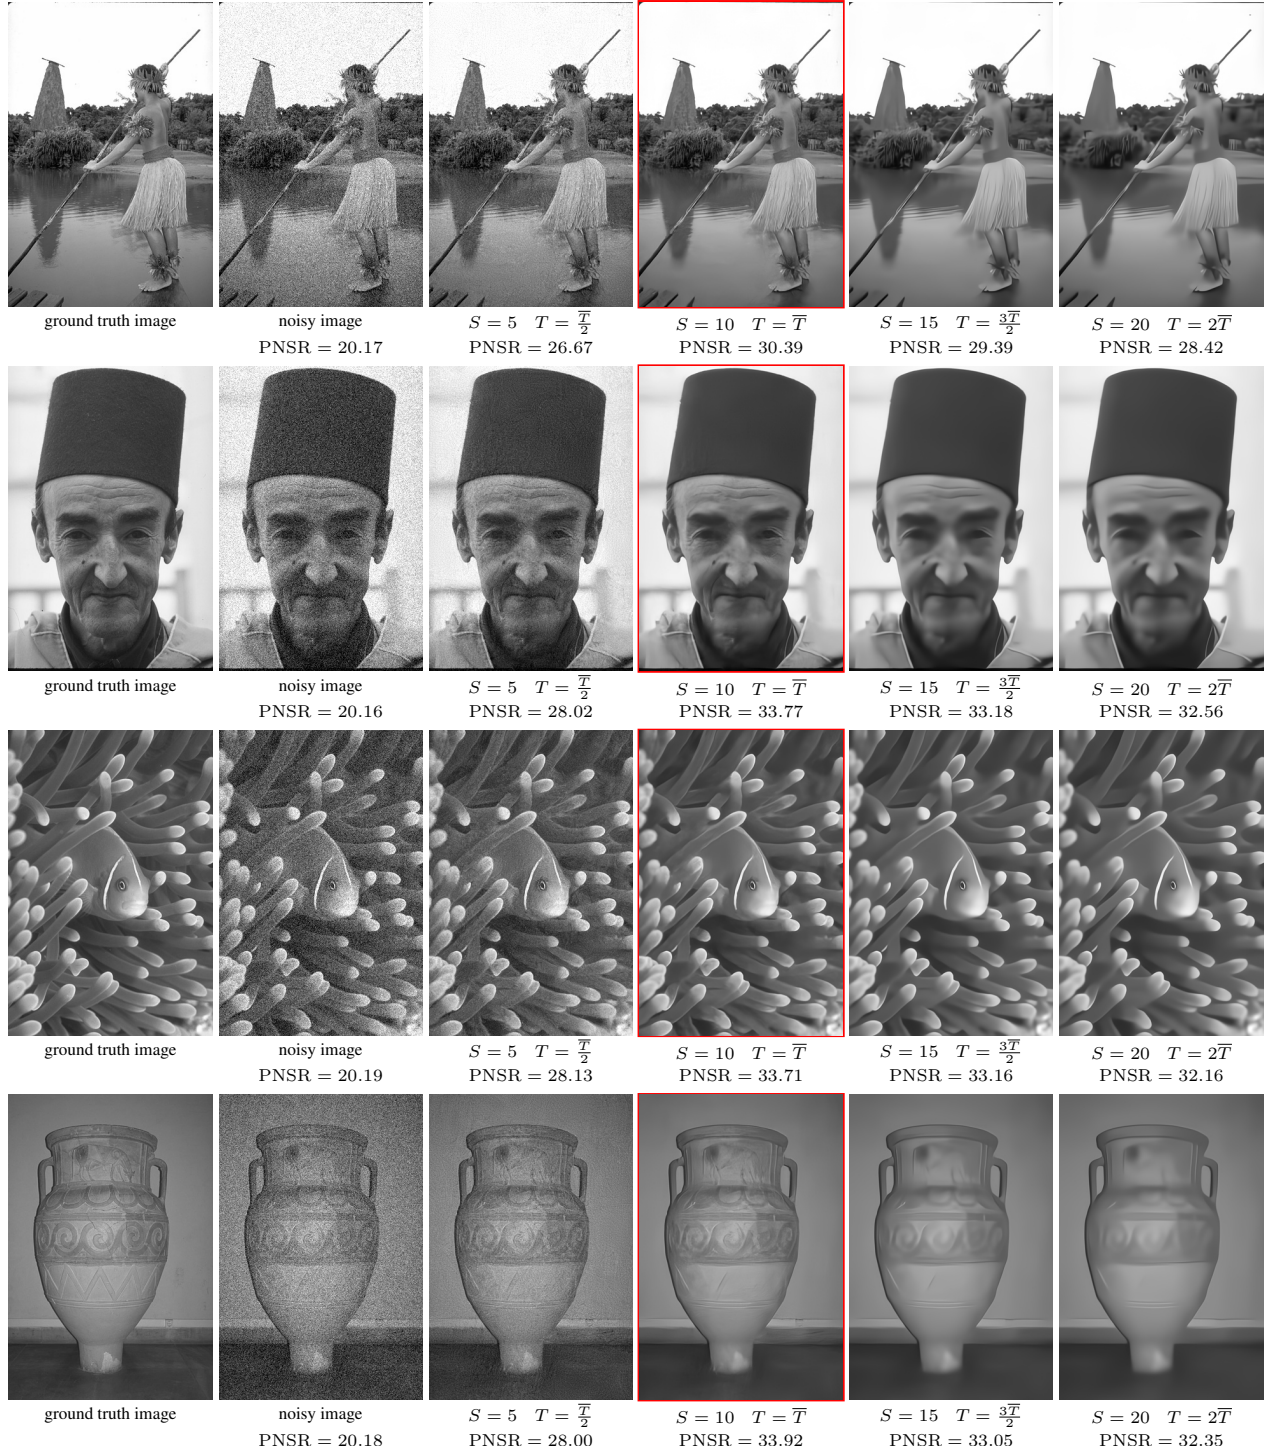 ground truth image
noisy image
PNSR = 20.17
S = 5 T = T̅/2
PNSR = 26.67
S = 10 T = T̅
PNSR = 30.39
S = 15 T = 3T̅/2
PNSR = 29.39
S = 20 T = 2T̅
PNSR = 28.42
ground truth image
noisy image
PNSR = 20.16
S = 5 T = T̅/2
PNSR = 28.02
S = 10 T = T̅
PNSR = 33.77
S = 15 T = 3T̅/2
PNSR = 33.18
S = 20 T = 2T̅
PNSR = 32.56
ground truth image
noisy image
PNSR = 20.19
S = 5 T = T̅/2
PNSR = 28.13
S = 10 T = T̅
PNSR = 33.71
S = 15 T = 3T̅/2
PNSR = 33.16
S = 20 T = 2T̅
PNSR = 32.16
ground truth image
noisy image
PNSR = 20.18
S = 5 T = T̅/2
PNSR = 28.00
S = 10 T = T̅
PNSR = 33.92
S = 15 T = 3T̅/2
PNSR = 33.05
S = 20 T = 2T̅
PNSR = 32.35